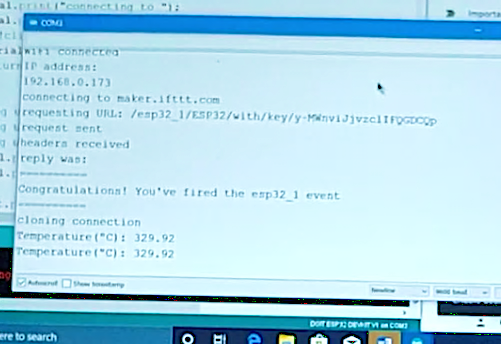 al.print("connecting to ");
COM3
Importa
WiFi connected
IP address:
192.168.0.173
connecting to maker.ifttt.com
requesting URL: /esp32_1/ESP32/with/key/y-MWnviJjvzclIfQGDCQp
request sent
headers received
reply was:
==========
Congratulations! You've fired the esp32_1 event
==========
closing connection
Temperature(°C): 329.92
Temperature(°C): 329.92
Autoscroll Show timestamp
Newline
DOIT ESP32 DEVKIT V1 on COM3
ere to search